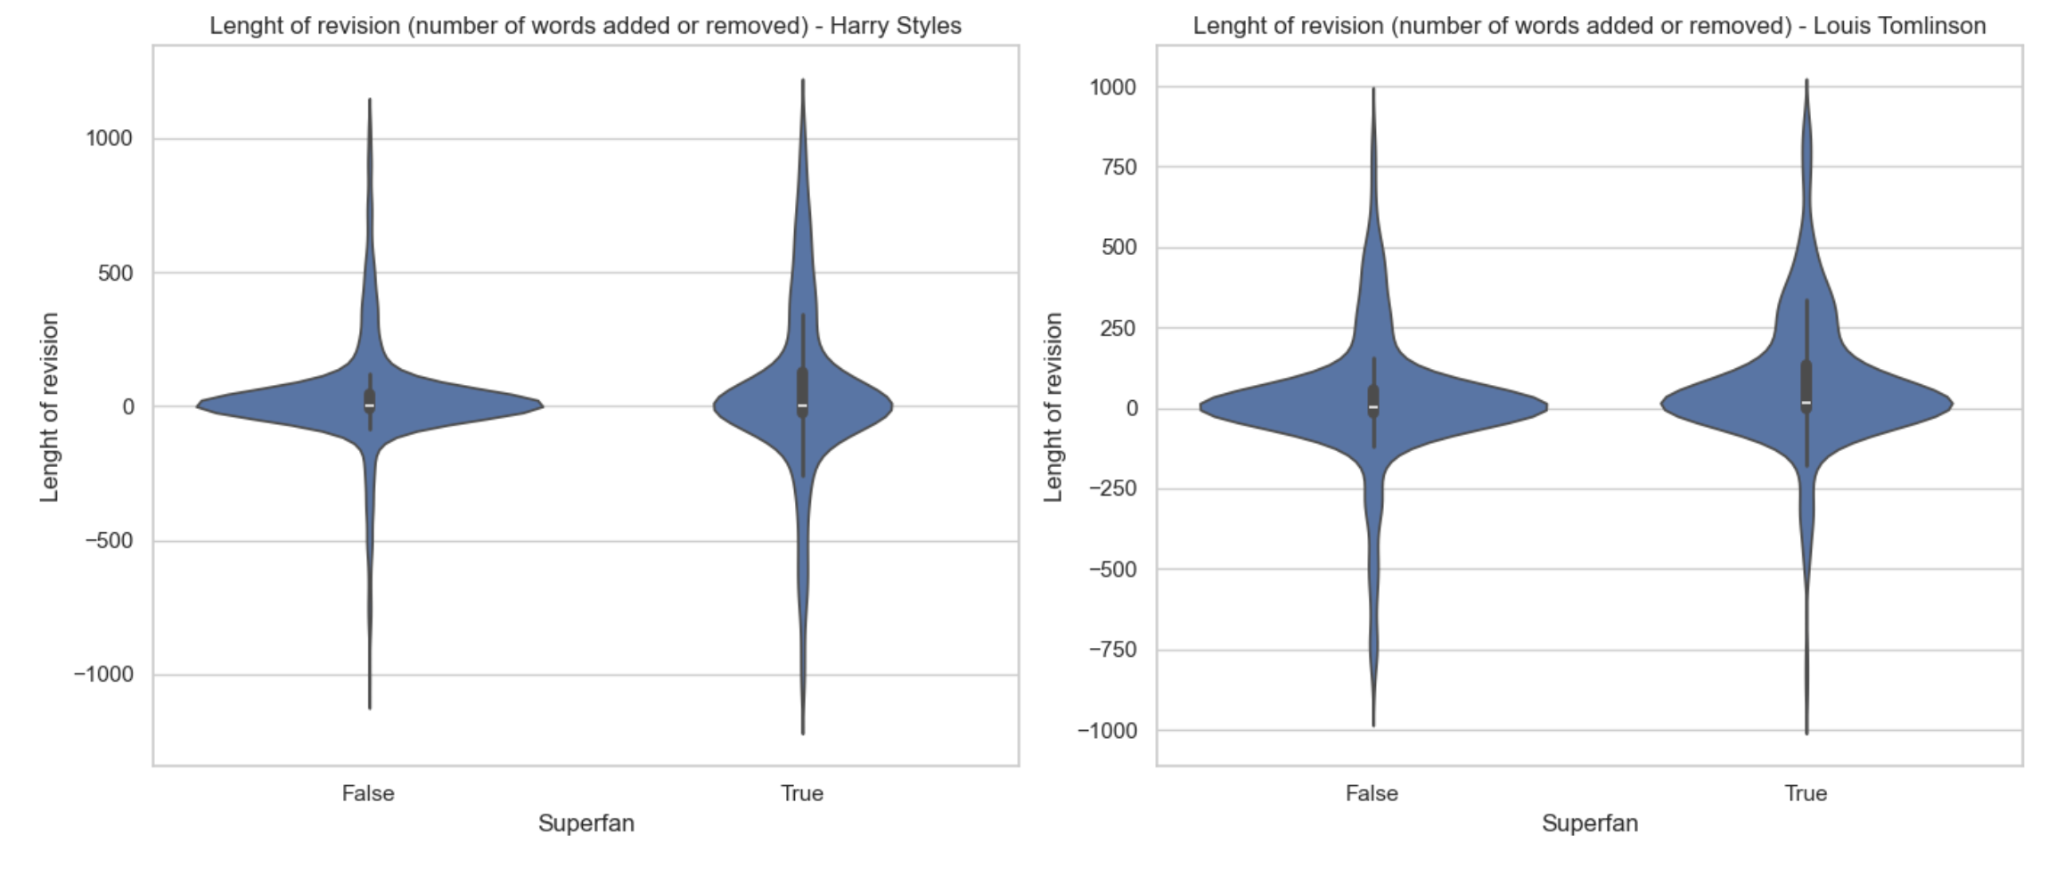 Lenght of revision (number of words added or removed) - Harry Styles
Lenght of revision
1000
500
0
−500
−1000
False
True
Superfan
Lenght of revision (number of words added or removed) - Louis Tomlinson
Lenght of revision
1000
750
500
250
0
−250
−500
−750
−1000
False
True
Superfan